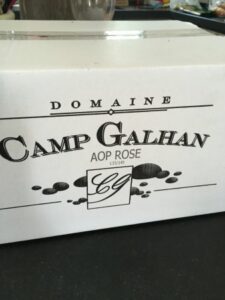 DOMAINE
CAMP GALHAN
AOP ROSE
CG